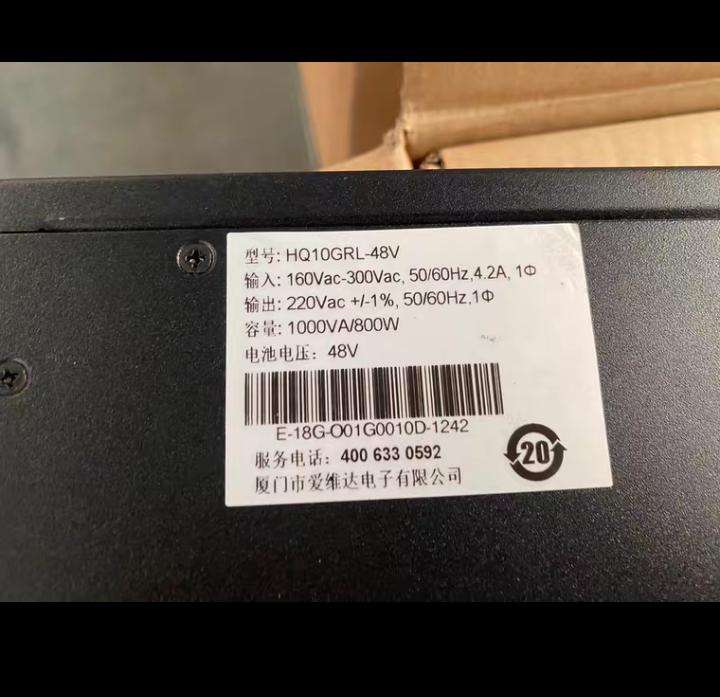 型号: HQ10GRL-48V
输入: 160Vac-300Vac, 50/60Hz,4.2A, 1Φ
输出: 220Vac +/-1%, 50/60Hz,1Φ
容量: 1000VA/800W
电池电压: 48V
E-18G-O01G0010D-1242
服务电话: 400 633 0592
厦门市爱维达电子有限公司
20